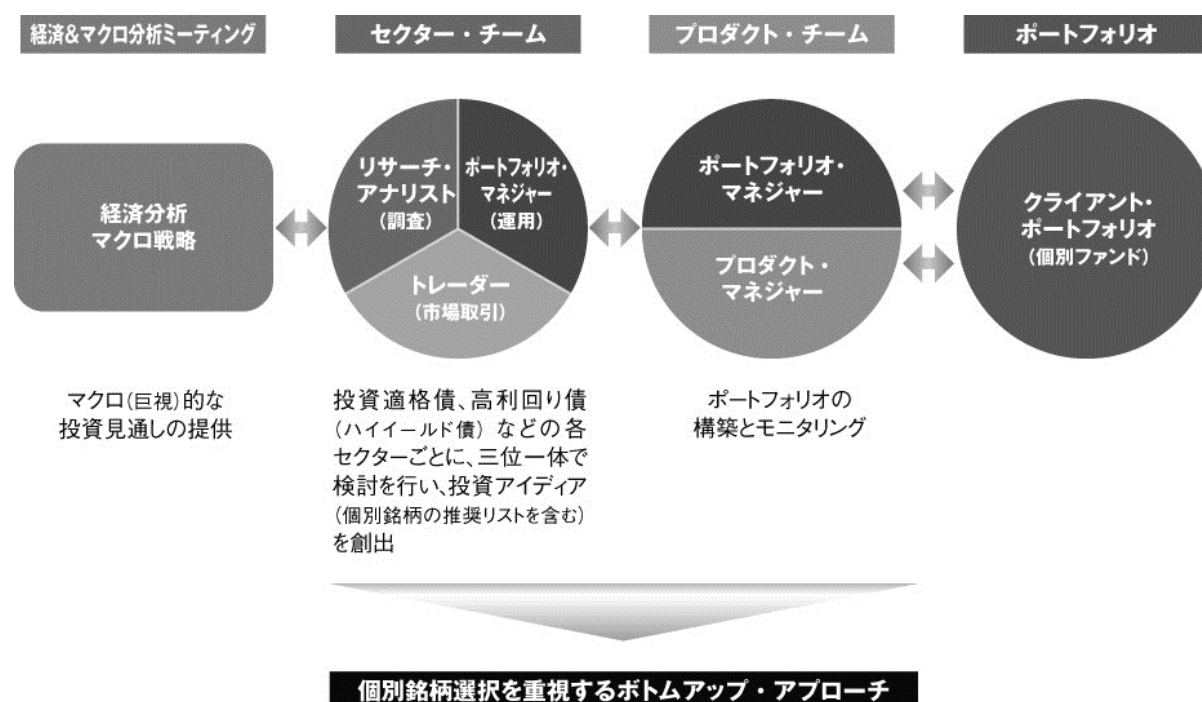 経済&マクロ分析ミーティング
セクター・チーム
プロダクト・チーム
ポートフォリオ
経済分析
マクロ戦略
リサーチ・
アナリスト
(調査)
ポートフォリオ・
マネジャー
(運用)
トレーダー
(市場取引)
ポートフォリオ・
マネジャー
プロダクト・
マネジャー
クライアント・
ポートフォリオ
(個別ファンド)
マクロ(巨視)的な
投資見通しの提供
投資適格債、高利回り債
(ハイイールド債)などの各
セクターごとに、三位一体で
検討を行い、投資アイディア
(個別銘柄の推奨リストを含む)
を創出
ポートフォリオの
構築とモニタリング
個別銘柄選択を重視するボトムアップ・アプローチ